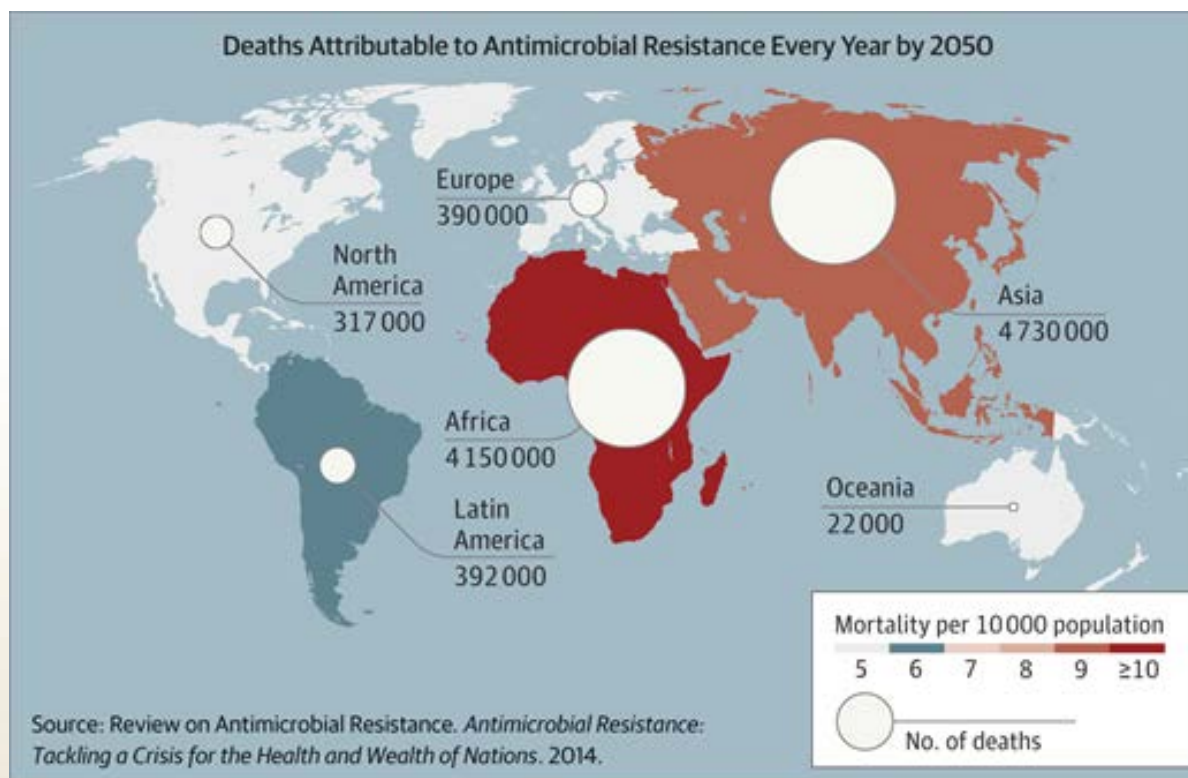 Deaths Attributable to Antimicrobial Resistance Every Year by 2050
Europe
390 000
North
America
317 000
Asia
4 730 000
Africa
4 150 000
Oceania
22 000
Latin
America
392 000
Mortality per 10 000 population
5 6 7 8 9 ≥10
No. of deaths
Source: Review on Antimicrobial Resistance. Antimicrobial Resistance:
Tackling a Crisis for the Health and Wealth of Nations. 2014.